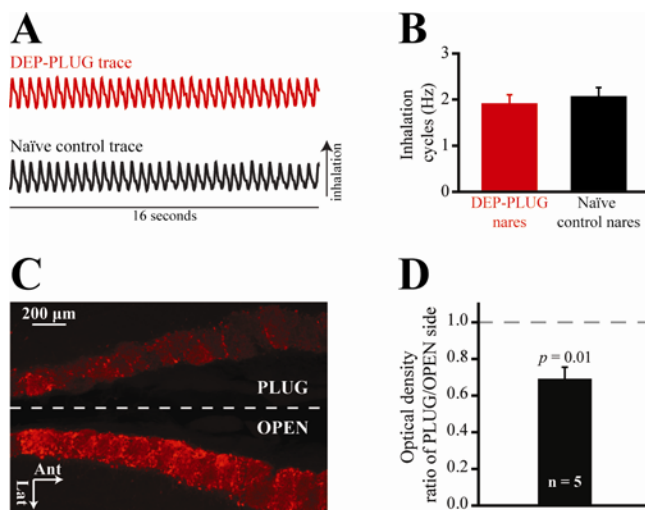 A
DEP-PLUG trace
Naïve control trace
inhalation
16 seconds
B
Inhalation
cycles (Hz)
3
2
1
0
DEP-PLUG
nares
Naïve
control nares
C
200 µm
PLUG
OPEN
Ant
Lat
D
Optical density
ratio of PLUG/OPEN side
1.0
0.8
0.6
0.4
0.2
0.0
p = 0.01
n = 5